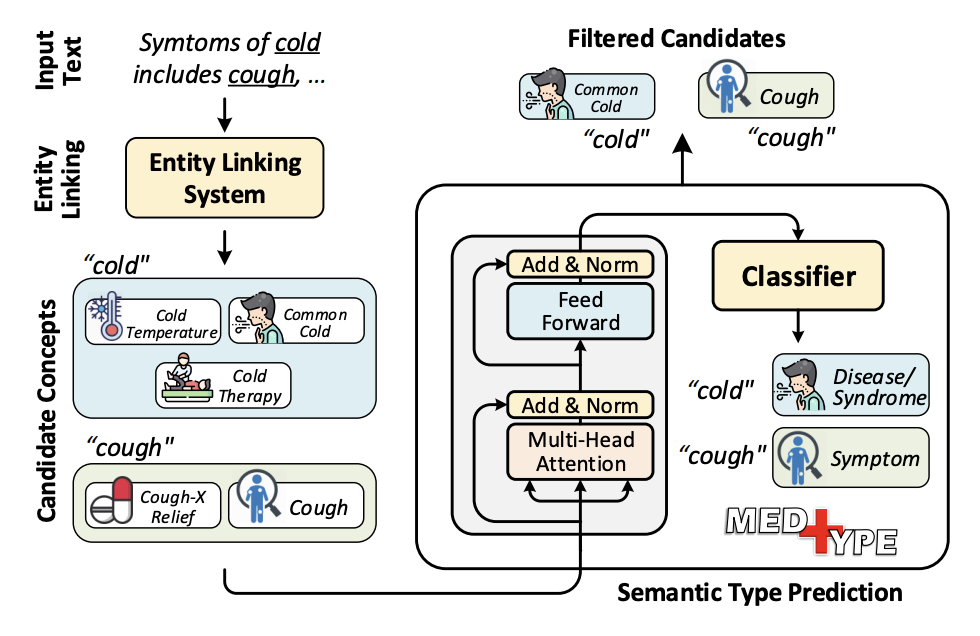 Input
Text
Symtoms of cold
includes cough, ...
Entity
Linking
Entity Linking
System
Candidate Concepts
“cold"
Cold
Temperature
Common
Cold
Cold
Therapy
“cough"
Cough-X
Relief
Cough
Filtered Candidates
Common
Cold
Cough
“cold"
“cough"
Add & Norm
Feed
Forward
Add & Norm
Multi-Head
Attention
Classifier
“cold"
Disease/
Syndrome
“cough"
Symptom
MED TYPE
Semantic Type Prediction